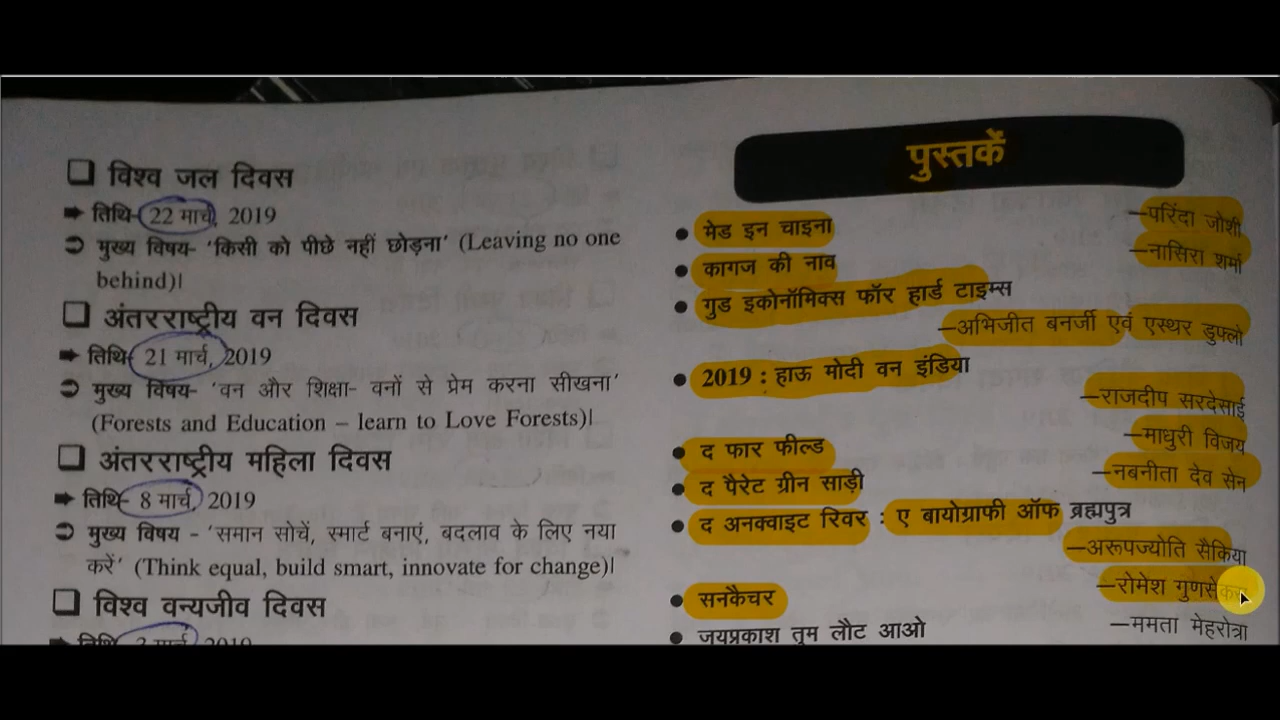 ❑ विश्व जल दिवस
➡ तिथि- 22 मार्च, 2019
➲ मुख्य विषय- 'किसी को पीछे नहीं छोड़ना' (Leaving no one
behind)।
❑ अंतरराष्ट्रीय वन दिवस
➡ तिथि- 21 मार्च, 2019
➲ मुख्य विषय- 'वन और शिक्षा- वनों से प्रेम करना सीखना'
(Forests and Education – learn to Love Forests)।
❑ अंतरराष्ट्रीय महिला दिवस
➡ तिथि- 8 मार्च, 2019
➲ मुख्य विषय - 'समान सोचें, स्मार्ट बनाएं, बदलाव के लिए नया
करें' (Think equal, build smart, innovate for change)।
❑ विश्व वन्यजीव दिवस
➡ तिथि- 3 मार्च, 2019
पुस्तकें
● मेड इन चाइना —परिंदा जोशी
● कागज की नाव —नासिरा शर्मा
● गुड इकोनॉमिक्स फॉर हार्ड टाइम्स
—अभिजीत बनर्जी एवं एस्थर डुफ्लो
● 2019 : हाऊ मोदी वन इंडिया
—राजदीप सरदेसाई
● द फार फील्ड —माधुरी विजय
● द पैरेट ग्रीन साड़ी —नबनीता देव सेन
● द अनक्वाइट रिवर : ए बायोग्राफी ऑफ ब्रह्मपुत्र
—अरूपज्योति सैकिया
● सनकैचर —रोमेश
● जयप्रकाश तुम लौट आओ —ममता मेहरोत्रा